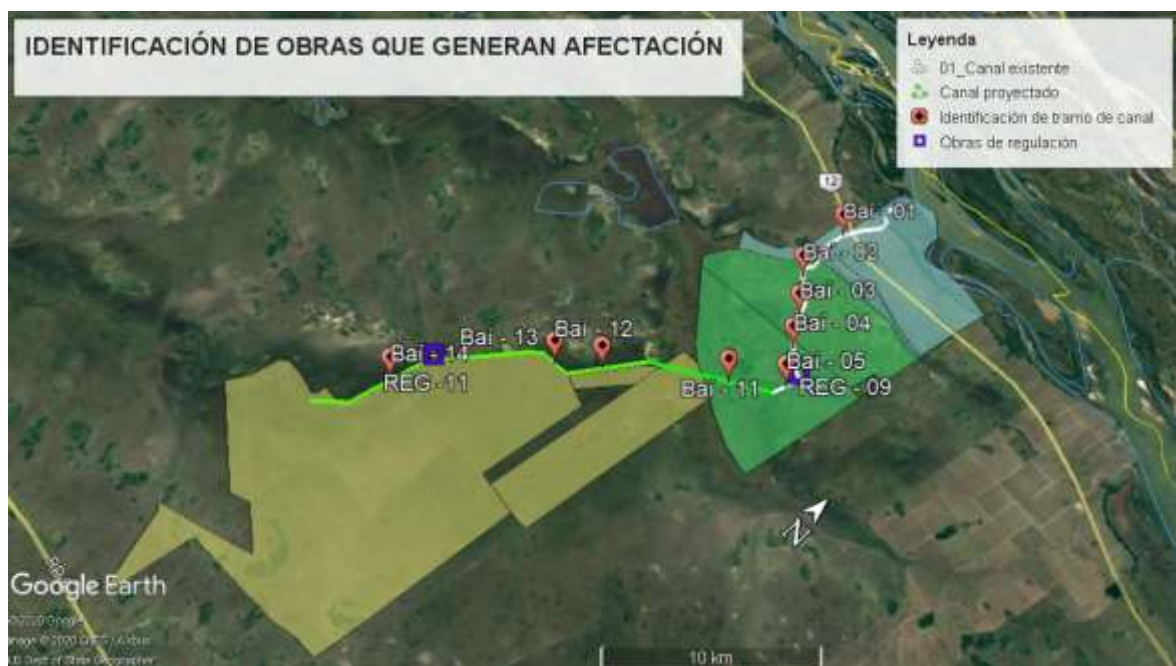 IDENTIFICACIÓN DE OBRAS QUE GENERAN AFECTACIÓN
Leyenda
01_Canal existente
Canal proyectado
Identificación de tramo de canal
Obras de regulación
12
Bai - 01
Bai - 02
Bai - 03
Bai - 04
Bai - 05
REG - 09
Bai - 11
Bai - 12
Bai - 13
Bai - 14
REG - 11
N
Google Earth
©2020 Google
10 km